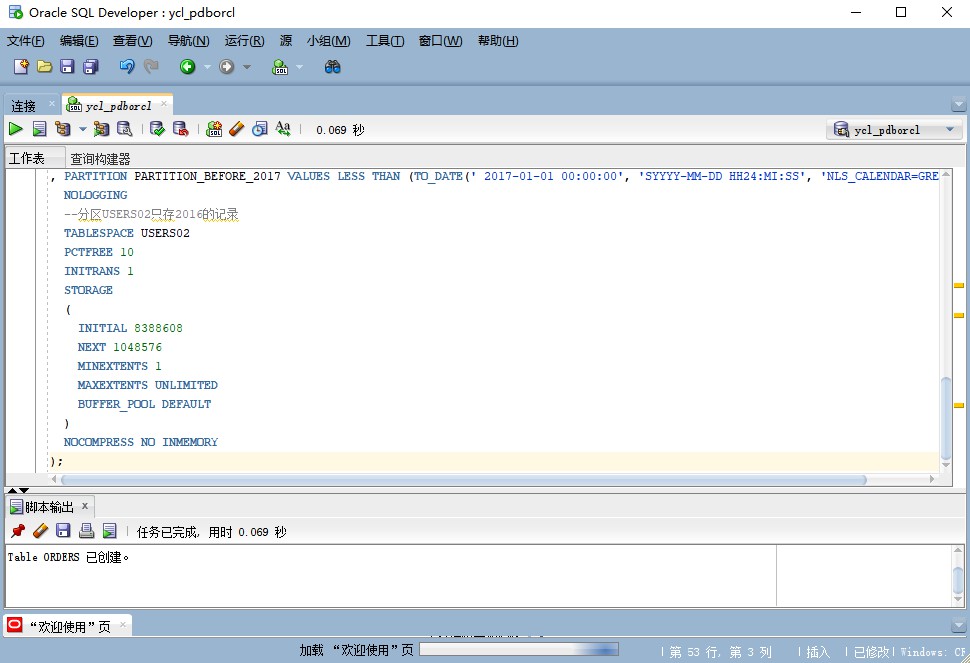 Oracle SQL Developer : ycl_pdborcl
文件(F) 编辑(E) 查看(V) 导航(N) 运行(R) 源 小组(M) 工具(T) 窗口(W) 帮助(H)
连接 ycl_pdborcl
0.069 秒 ycl_pdborcl
工作表 查询构建器
, PARTITION PARTITION_BEFORE_2017 VALUES LESS THAN (TO_DATE(' 2017-01-01 00:00:00', 'SYYYY-MM-DD HH24:MI:SS', 'NLS_CALENDAR=GRE
NOLOGGING
--分区USERS02只存2016的记录
TABLESPACE USERS02
PCTFREE 10
INITRANS 1
STORAGE
(
INITIAL 8388608
NEXT 1048576
MINEXTENTS 1
MAXEXTENTS UNLIMITED
BUFFER_POOL DEFAULT
)
NOCOMPRESS NO INMEMORY
);
脚本输出 x
任务已完成, 用时 0.069 秒
Table ORDERS 已创建。
“欢迎使用”页
加载 “欢迎使用”页 | 第 53 行, 第 3 列 | 插入 | 已修改 | Windows: CR